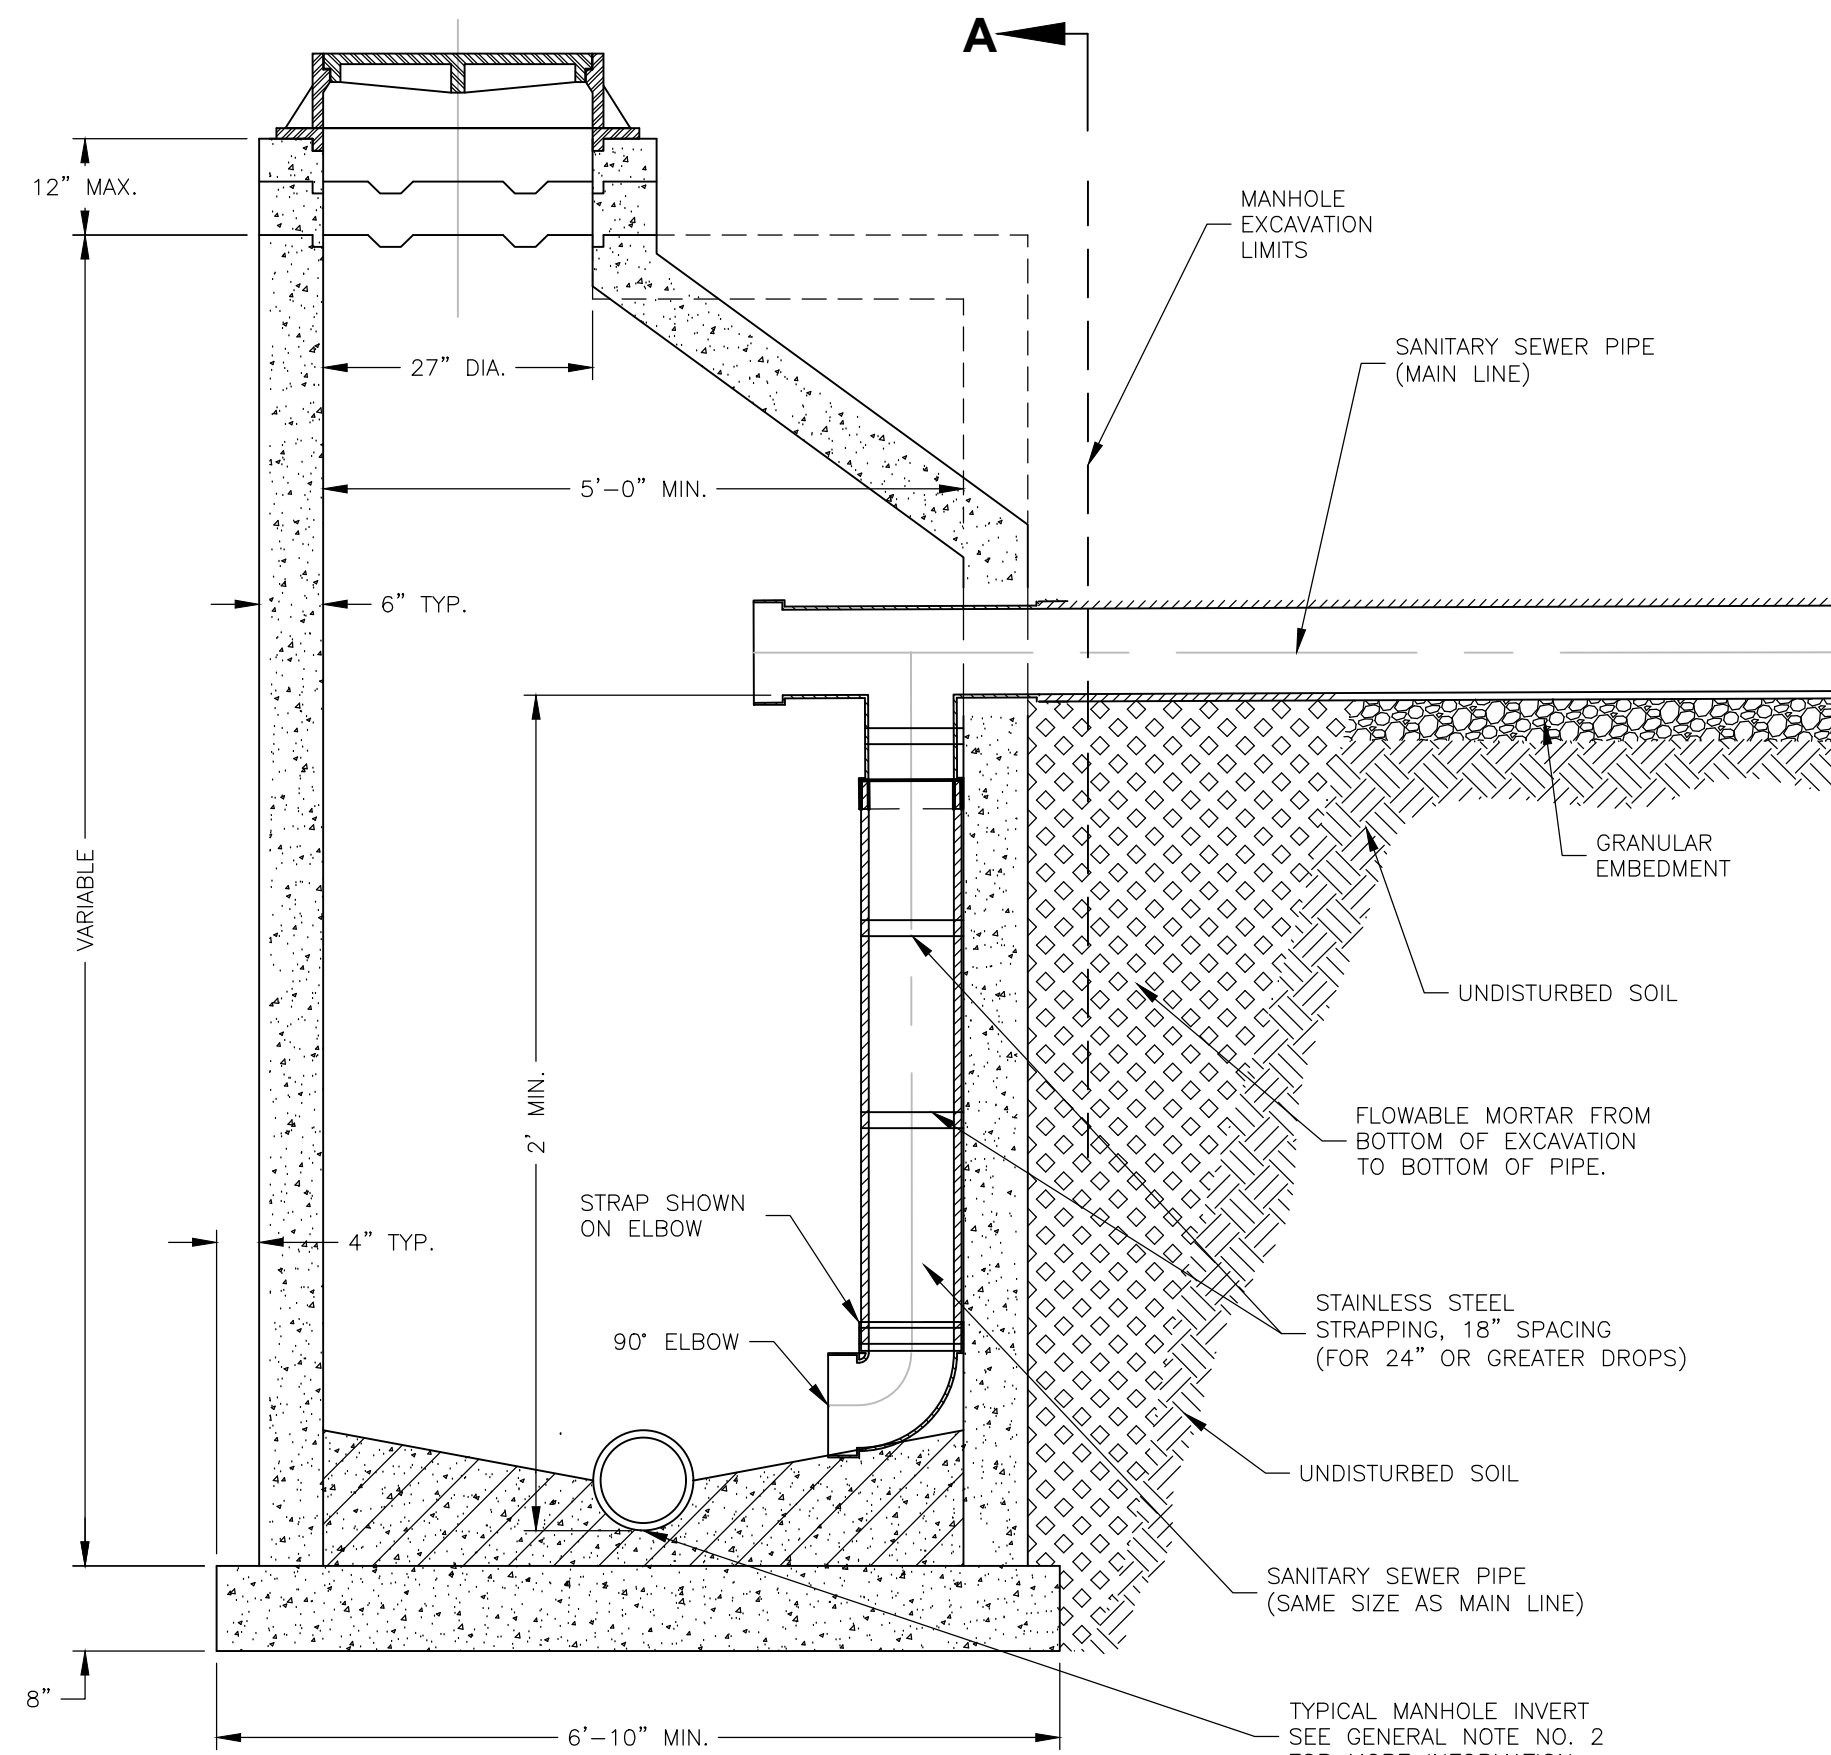 A
12” MAX.
MANHOLE
EXCAVATION
LIMITS
SANITARY SEWER PIPE
(MAIN LINE)
27” DIA.
5’-0” MIN.
6” TYP.
GRANULAR
EMBEDMENT
VARIABLE
UNDISTURBED SOIL
2’ MIN.
FLOWABLE MORTAR FROM
BOTTOM OF EXCAVATION
TO BOTTOM OF PIPE.
STRAP SHOWN
ON ELBOW
4” TYP.
STAINLESS STEEL
STRAPPING, 18” SPACING
(FOR 24” OR GREATER DROPS)
90° ELBOW
UNDISTURBED SOIL
SANITARY SEWER PIPE
(SAME SIZE AS MAIN LINE)
8”
TYPICAL MANHOLE INVERT
SEE GENERAL NOTE NO. 2
FOR MORE INFORMATION
6’-10” MIN.